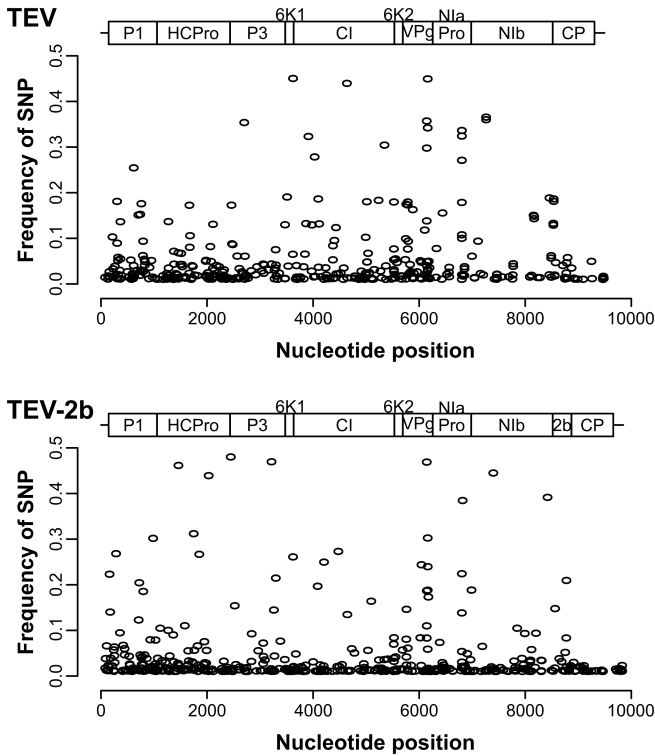 TEV
6K1 6K2 NIa
P1 HCPro P3 CI VPg Pro NIb CP
Frequency of SNP
0.5
0.4
0.3
0.2
0.1
0.0
0 2000 4000 6000 8000 10000
Nucleotide position
TEV-2b
6K1 6K2 NIa
P1 HCPro P3 CI VPg Pro NIb 2b CP
Frequency of SNP
0.5
0.4
0.3
0.2
0.1
0.0
0 2000 4000 6000 8000 10000
Nucleotide position